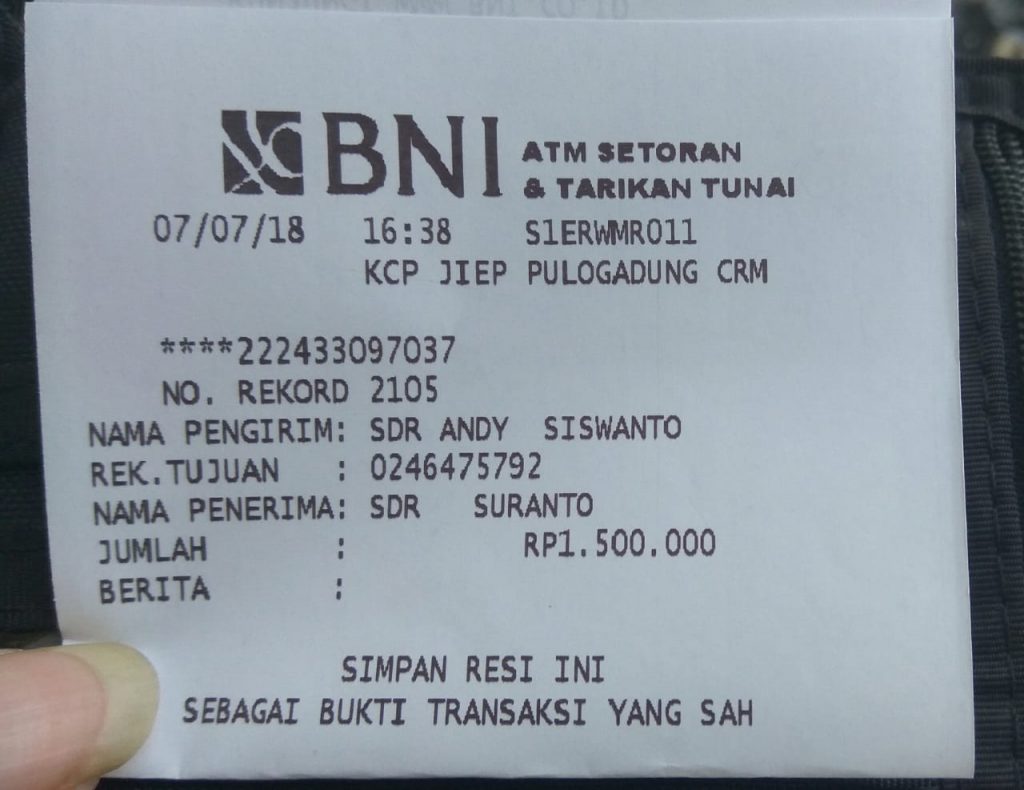 BNI ATM SETORAN
& TARIKAN TUNAI
07/07/18 16:38 S1ERWMR011
KCP JIEP PULOGADUNG CRM
****222433097037
NO. REKORD 2105
NAMA PENGIRIM: SDR ANDY SISWANTO
REK.TUJUAN : 0246475792
NAMA PENERIMA: SDR SURANTO
JUMLAH : RP1.500.000
BERITA :
SIMPAN RESI INI
SEBAGAI BUKTI TRANSAKSI YANG SAH